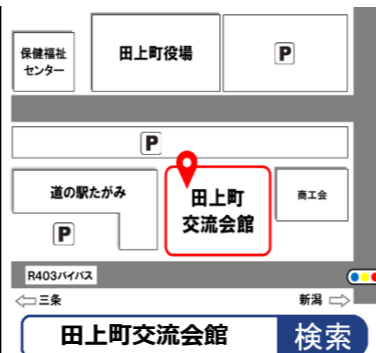 保健福祉
センター
田上町役場
P
P
道の駅たがみ
P
田上町
交流会館
商工会
R403バイパス
三条
新潟
田上町交流会館
検索